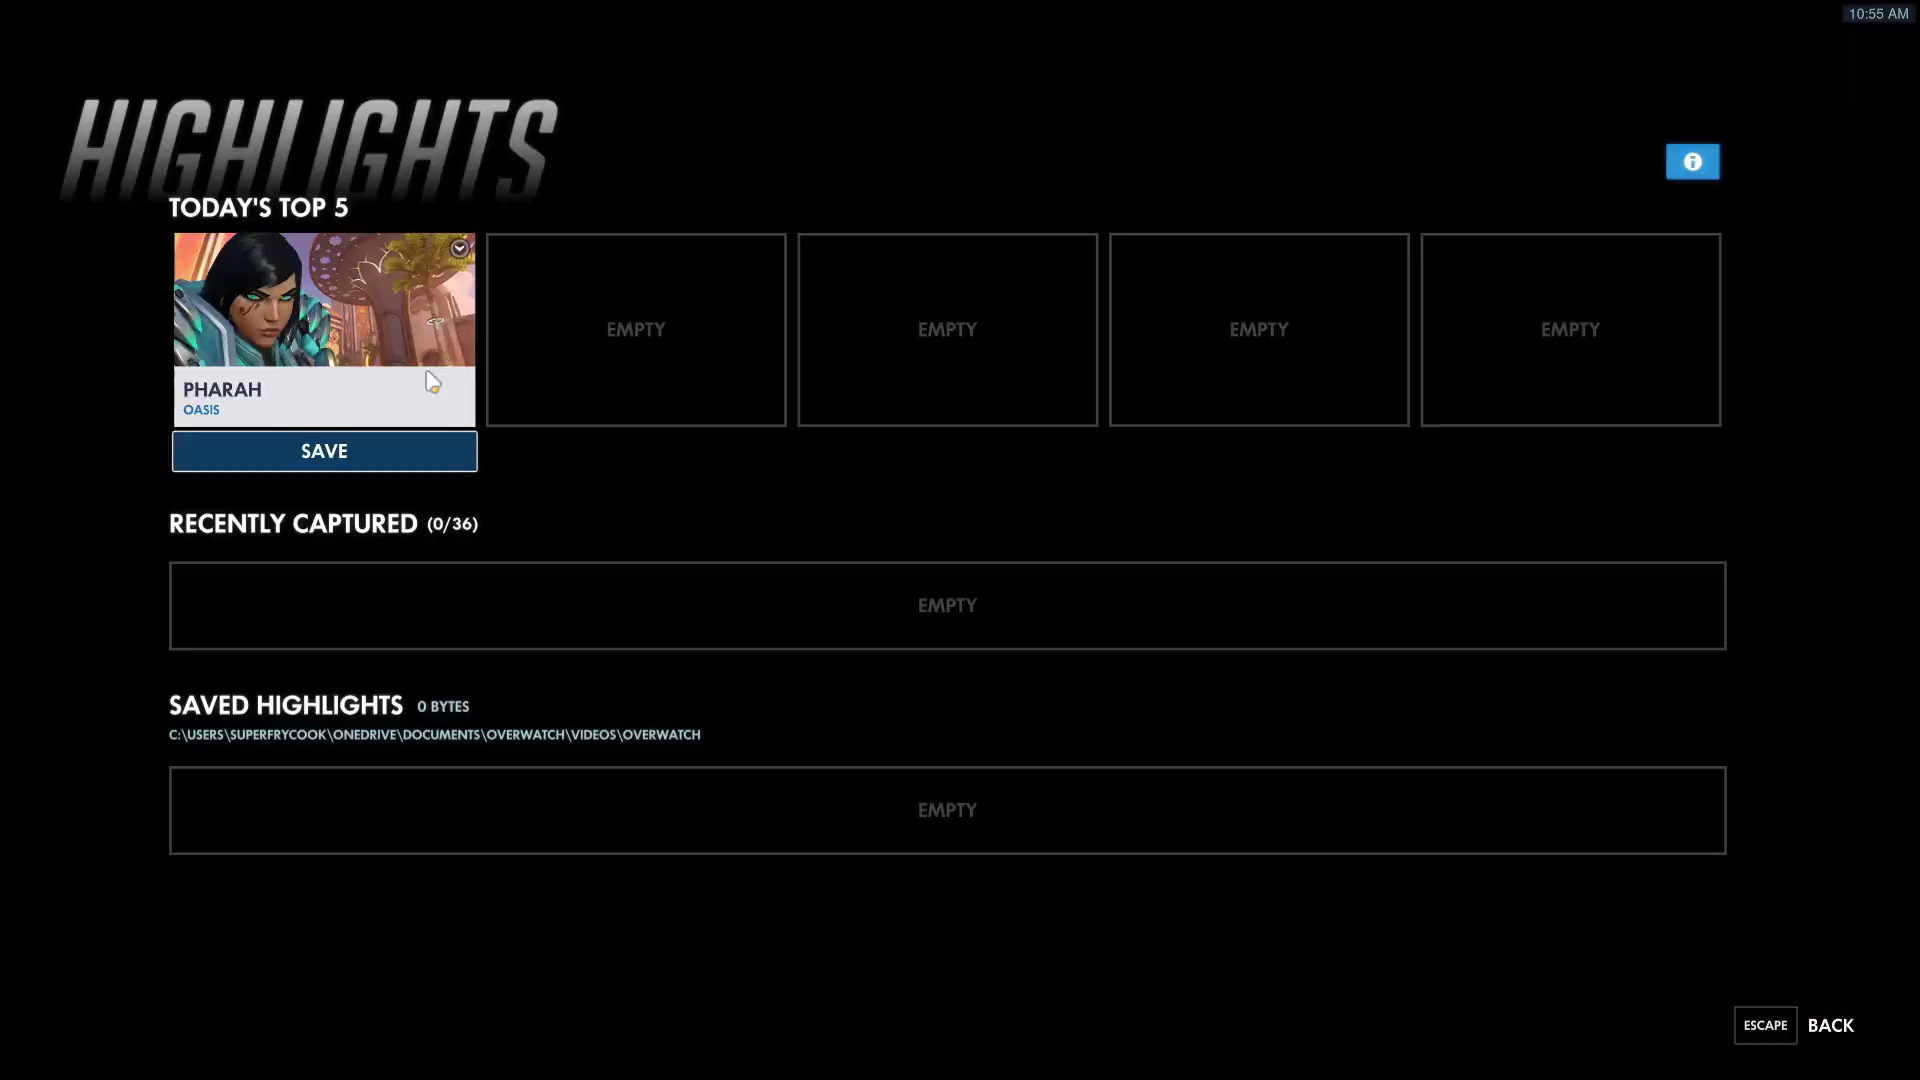 10:55 AM
HIGHLIGHTS
TODAY'S TOP 5
EMPTY
EMPTY
EMPTY
EMPTY
PHARAH
OASIS
SAVE
RECENTLY CAPTURED (0/36)
EMPTY
SAVED HIGHLIGHTS 0 BYTES
C:\USERS\SUPERFRYCOOK\ONEDRIVE\DOCUMENTS\OVERWATCH\VIDEOS\OVERWATCH
EMPTY
ESCAPE BACK